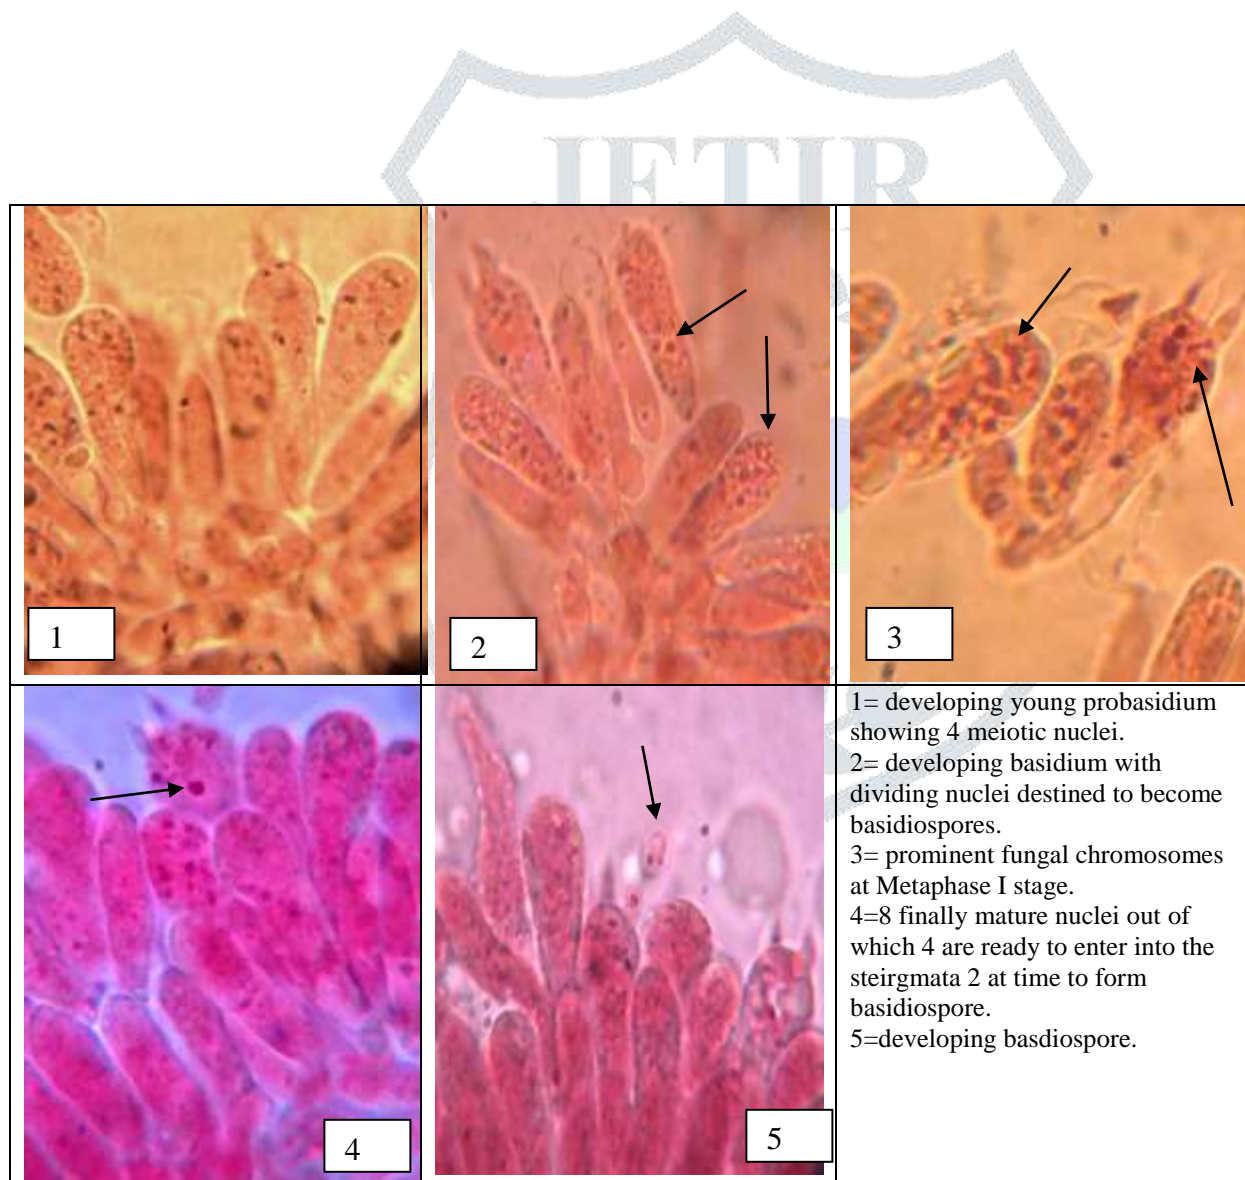 JETIR
1
2
3
4
5
1= developing young probasidium
showing 4 meiotic nuclei.
2= developing basidium with
dividing nuclei destined to become
basidiospores.
3= prominent fungal chromosomes
at Metaphase I stage.
4=8 finally mature nuclei out of
which 4 are ready to enter into the
steirgmata 2 at time to form
basidiospore.
5=developing basdiospore.